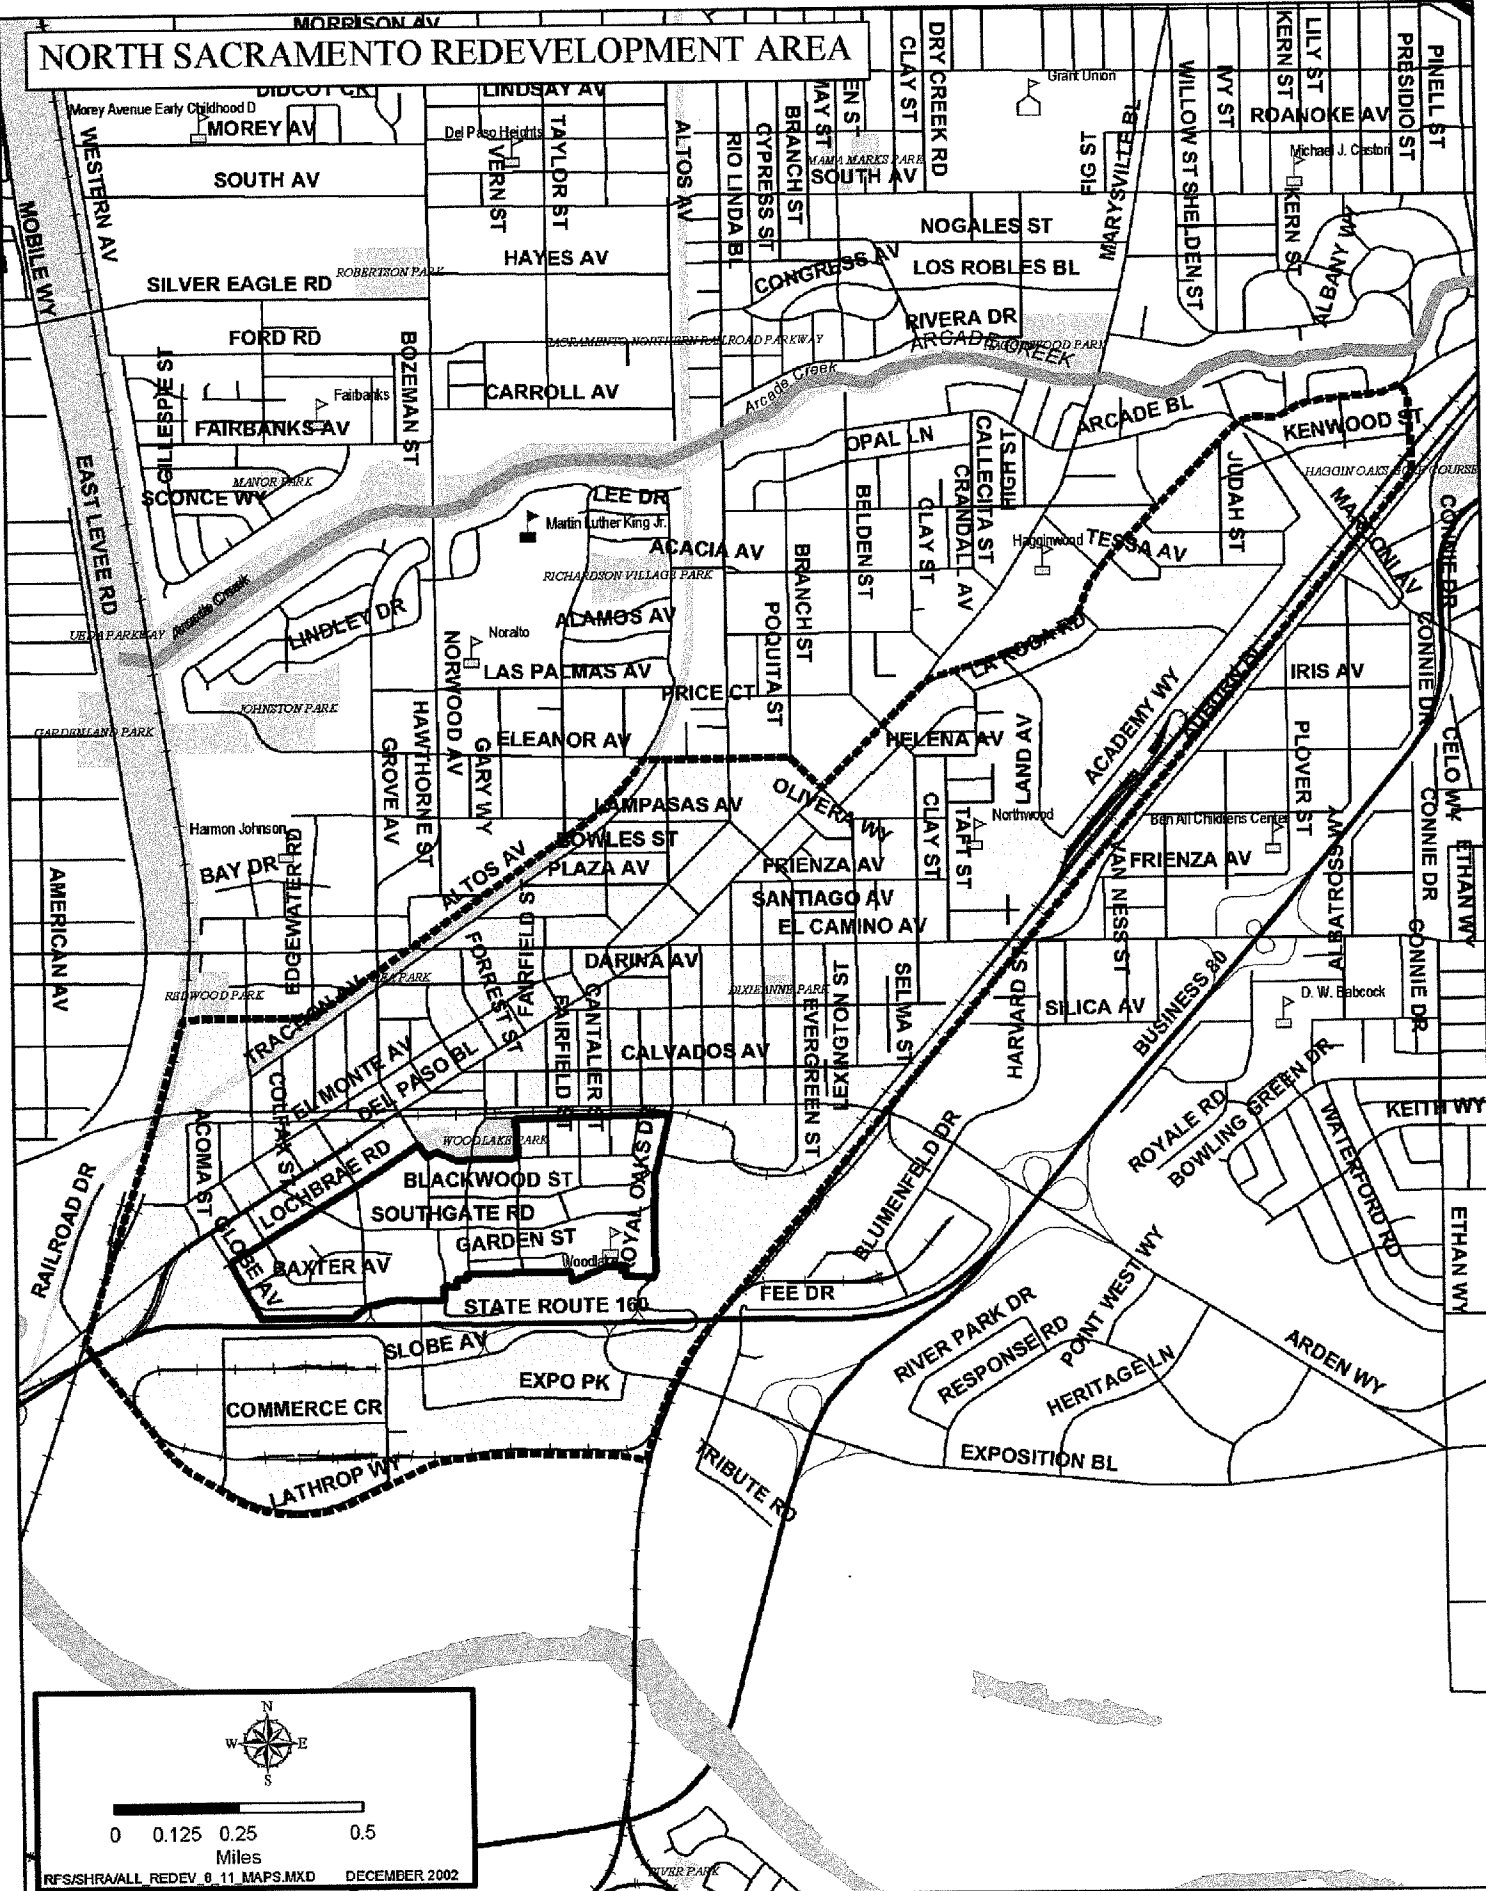 MORRISON AV
NORTH SACRAMENTO REDEVELOPMENT AREA
DIDCOT CR
LINDSAY AV
CLAY ST
DRY CREEK RD
Grant Union
KERN ST
LILY ST
PRESIDIO ST
PINELL ST
Morey Avenue Early Childhood D
MOREY AV
WESTERN AV
Del Paso Heights
VERN ST
TAYLOR ST
ALTOS AV
RIO LINDA BL
CYPRESS ST
BRANCH ST
MAY ST
EN ST
MAMA MARKS PARK
SOUTH AV
SOUTH AV
FIG ST
MARYSVILLE BL
WILLOW ST
SHELDEN ST
IVY ST
ROANOKE AV
Michael J. Castori
KERN ST
MOBILE WY
HAYES AV
NOGALES ST
CONGRESS AV
LOS ROBLES BL
ALBANY WY
SILVER EAGLE RD
ROBERTSON PARK
FORD RD
BOZEMAN ST
SACRAMENTO NORTHERN RAILROAD PARKWAY
RIVERA DR
ARCADE CREEK
HAGGINWOOD PARK
GILLESPIE ST
Fairbanks
CARROLL AV
Arcade Creek
ARCADE BL
KENWOOD ST
FAIRBANKS AV
OPAL LN
HIGH ST
CALLECITA ST
CRANDALL AV
JUDAH ST
HAGGIN OAKS GOLF COURSE
EAST LEVEE RD
MANOR PARK
SCONCE WY
LEE DR
Martin Luther King Jr.
ACACIA AV
BELDEN ST
CLAY ST
Hagginwood
TESSA AV
MARCONI AV
CONNIE DR
Arcade Creek
RICHARDSON VILLAGE PARK
BRANCH ST
UEDA PARKWAY
LINDLEY DR
NORWOOD AV
Noralto
ALAMOS AV
POQUITA ST
LA ROCA RD
CONNIE DR
LAS PALMAS AV
PRICE CT
IRIS AV
JOHNSTON PARK
GARDENLAND PARK
HAWTHORNE ST
GROVE AV
GARY WY
ELEANOR AV
HELENA AV
LAND AV
ACADEMY WY
AUBURN BL
PLOVER ST
CELO WY
LAMPASAS AV
OLIVERA WY
CLAY ST
TAFT ST
Northwood
Ben Ali Childrens Center
ALBATROSS WY
CONNIE DR
ETHAN WY
Harmon Johnson
BAY DR
EDGEWATER RD
BOWLES ST
PLAZA AV
FRIENZA AV
FRIENZA AV
VAN NESS ST
AMERICAN AV
ALTOS AV
SANTIAGO AV
EL CAMINO AV
FAIRFIELD ST
FORREST ST
DARINA AV
CONNIE DR
REDWOOD PARK
DIXIEANNE PARK
LEXINGTON ST
SELMA ST
HARVARD ST
SILICA AV
BUSINESS 80
D. W. Babcock
TRACTION AV
FAIRFIELD ST
CANTALIER ST
EVERGREEN ST
CALVADOS AV
EL MONTE AV
DEL PASO BL
COLFAX ST
ACOMA ST
WOODLAKE PARK
ROYAL OAKS DR
BLUMENFELD DR
ROYALE RD
BOWLING GREEN DR
WATERFORD RD
KEITH WY
RAILROAD DR
LOCHBRAE RD
BLACKWOOD ST
SOUTHGATE RD
GARDEN ST
Woodlake
GLOBE AV
BAXTER AV
POINT WEST WY
ETHAN WY
STATE ROUTE 160
FEE DR
SLOBE AV
RIVER PARK DR
RESPONSE RD
HERITAGE LN
ARDEN WY
EXPO PK
COMMERCE CR
LATHROP WY
TRIBUTE RD
EXPOSITION BL
N
W E
S
0 0.125 0.25 0.5
Miles
RFS/SHRA/ALL_REDEV_8_11_MAPS.MXD DECEMBER 2002
RIVER PARK